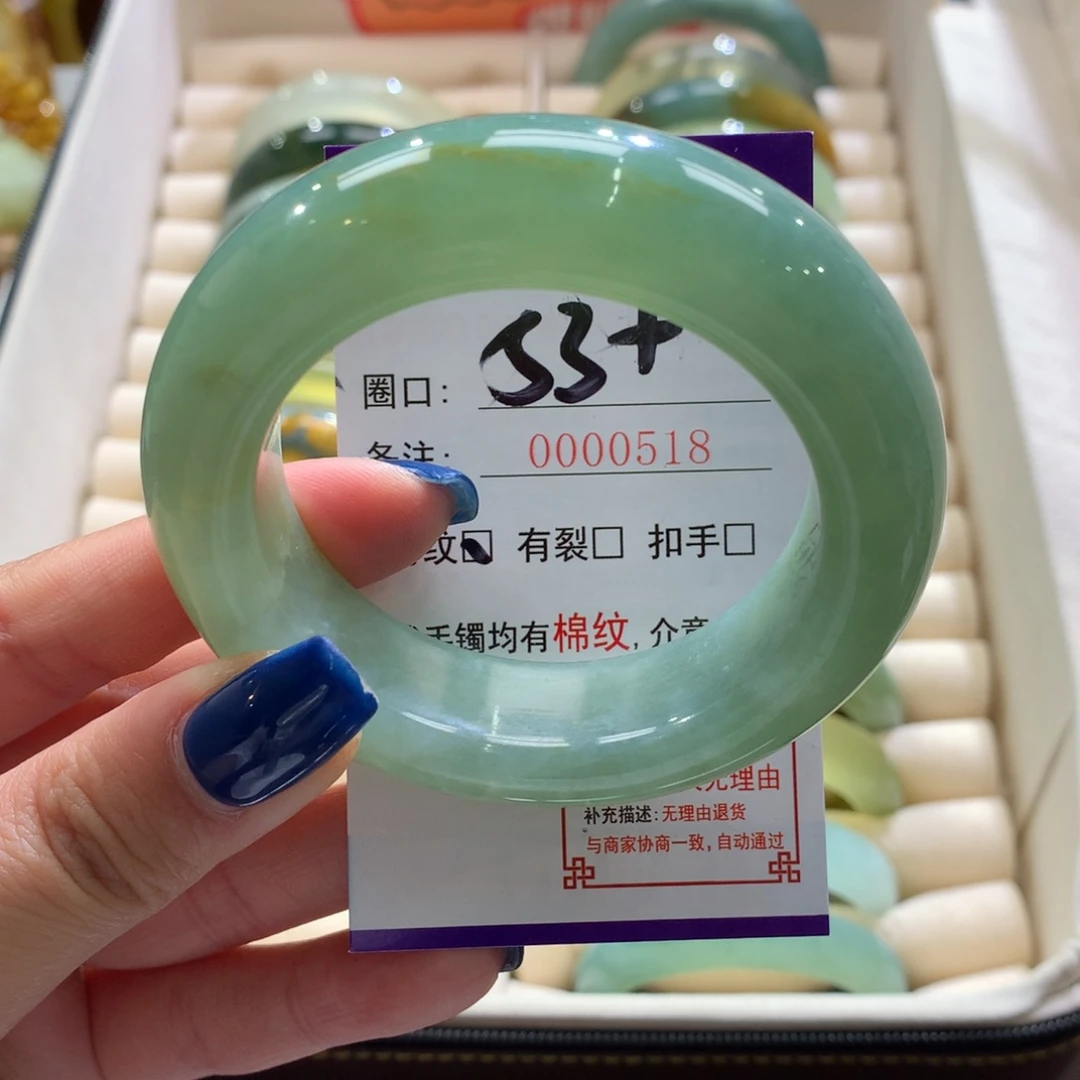 圈口: 53+
备注: 0000518
纹☑ 有裂□ 扣手□
手镯均有棉纹, 介意
无理由
补充描述: 无理由退货
与商家协商一致, 自动通过